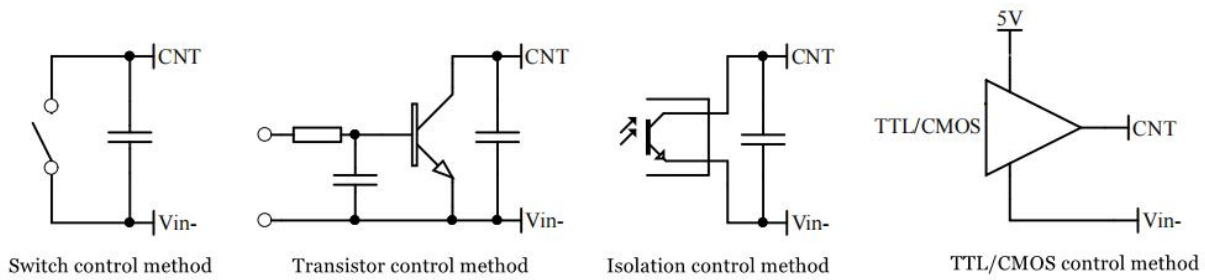 CNT
Vin-
Switch control method
CNT
Vin-
Transistor control method
CNT
Vin-
Isolation control method
5V
TTL/CMOS
CNT
Vin-
TTL/CMOS control method